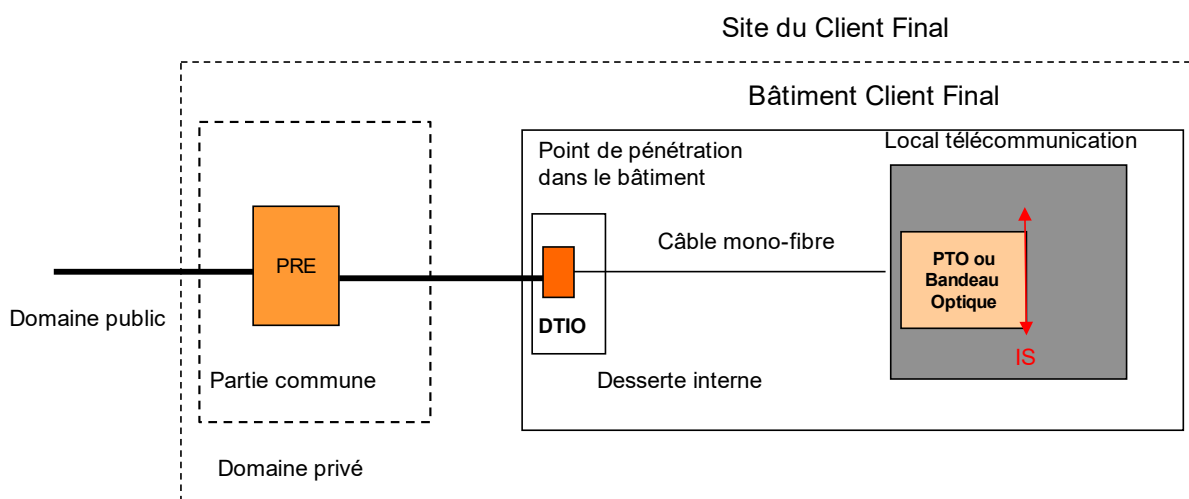 Site du Client Final
Bâtiment Client Final
Point de pénétration
dans le bâtiment
Local télécommunication
Câble mono-fibre
PRE
PTO ou
Bandeau
Optique
Domaine public
DTIO
IS
Partie commune
Desserte interne
Domaine privé